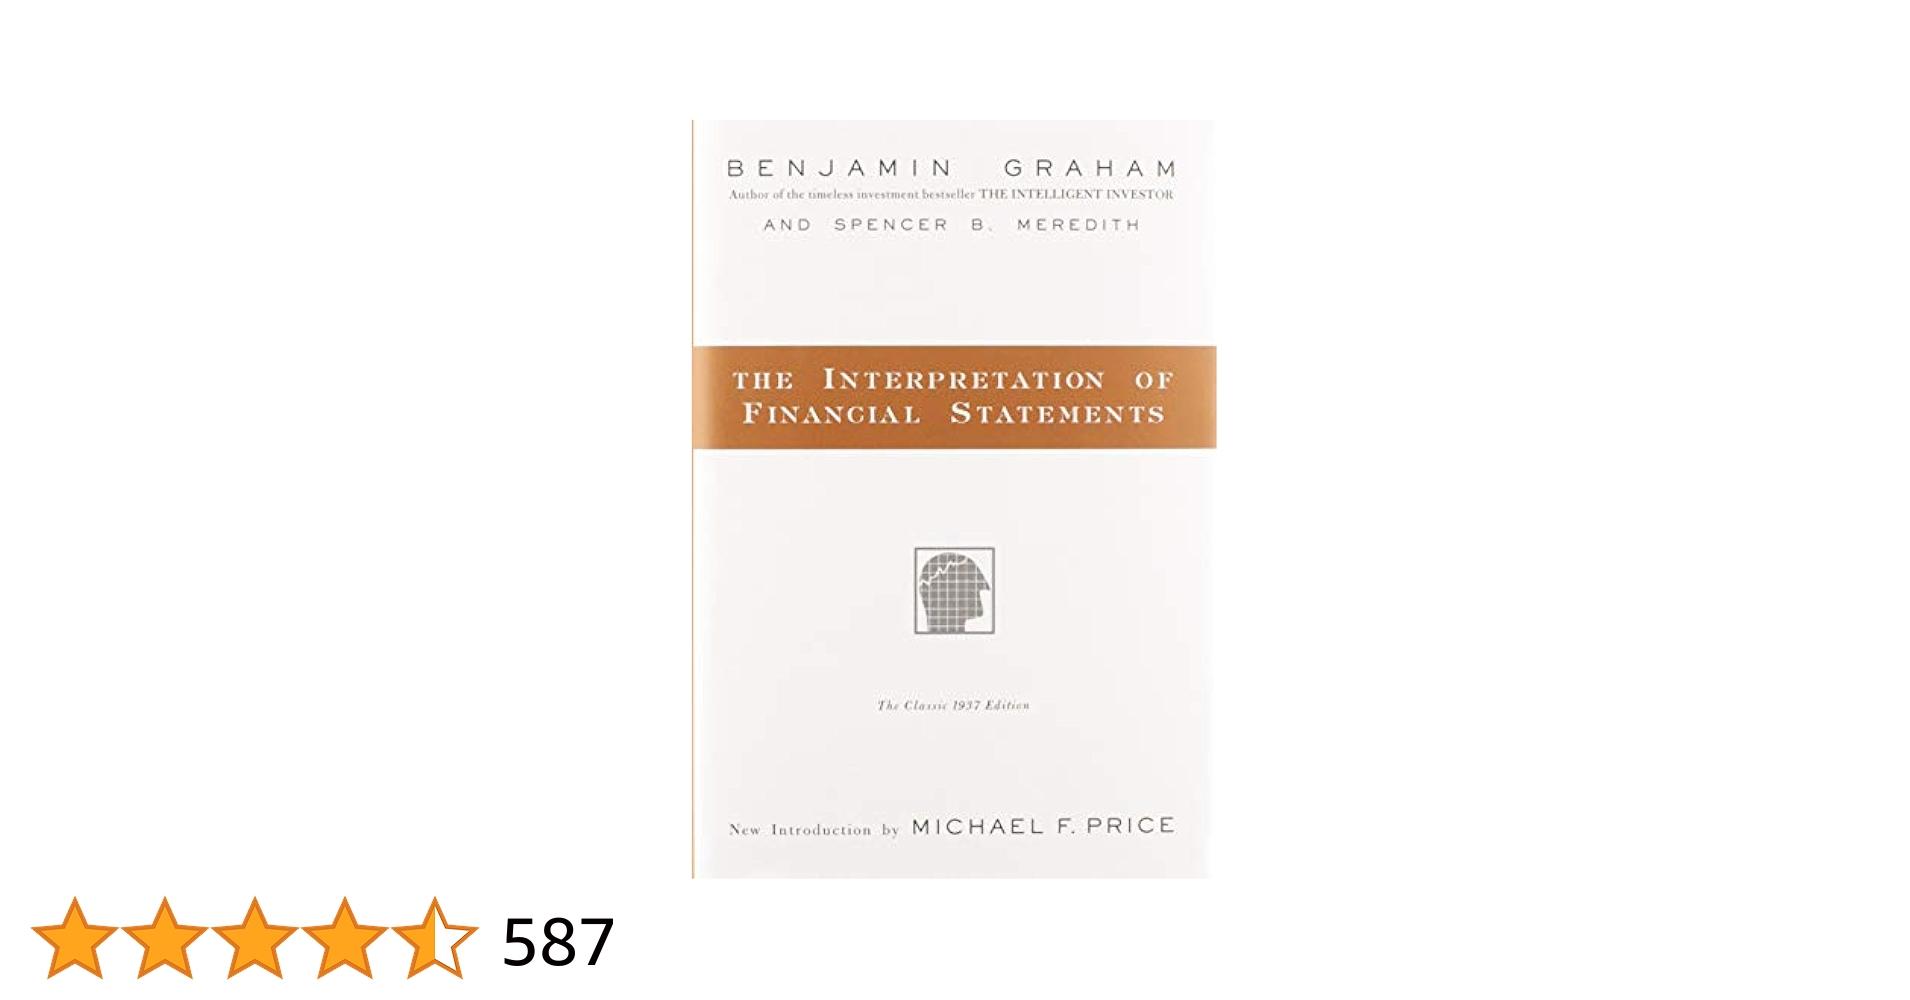 BENJAMIN GRAHAM
Author of the timeless investment bestseller THE INTELLIGENT INVESTOR
AND SPENCER B. MEREDITH
THE INTERPRETATION OF
FINANCIAL STATEMENTS
The Classic 1937 Edition
New Introduction by MICHAEL F. PRICE
587